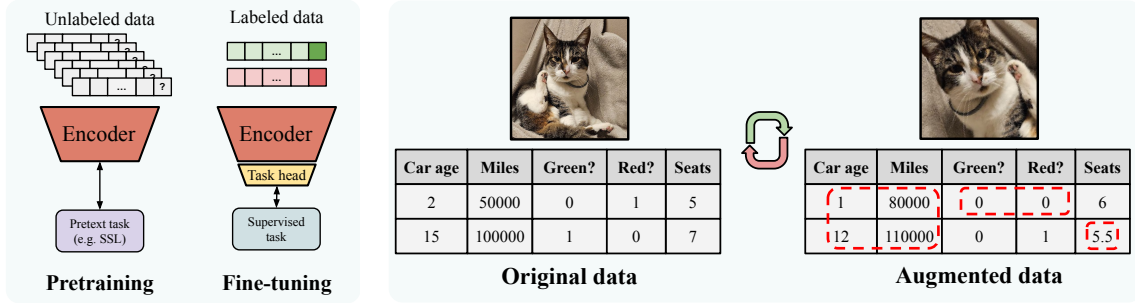 Unlabeled data
?
?
?
?
?
... ?
Encoder
Pretext task
(e.g. SSL)
Pretraining
Labeled data
...
...
Encoder
Task head
Supervised
task
Fine-tuning
Car age Miles Green? Red? Seats
2 50000 0 1 5
15 100000 1 0 7
Original data
Car age Miles Green? Red? Seats
1 80000 0 0 6
12 110000 0 1 5.5
Augmented data